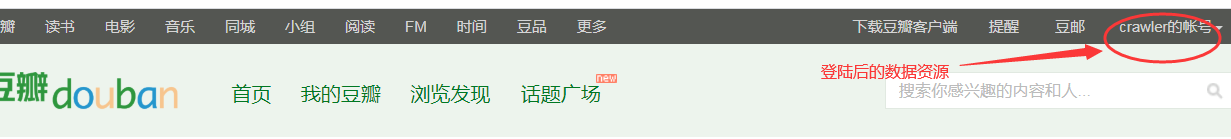 瓣 读书 电影 音乐 同城 小组 阅读 FM 时间 豆品 更多 下载豆瓣客户端 提醒 豆邮 crawler的帐号
登陆后的数据资源
豆瓣 douban 首页 我的豆瓣 浏览发现 话题广场 new 搜索你感兴趣的内容和人...